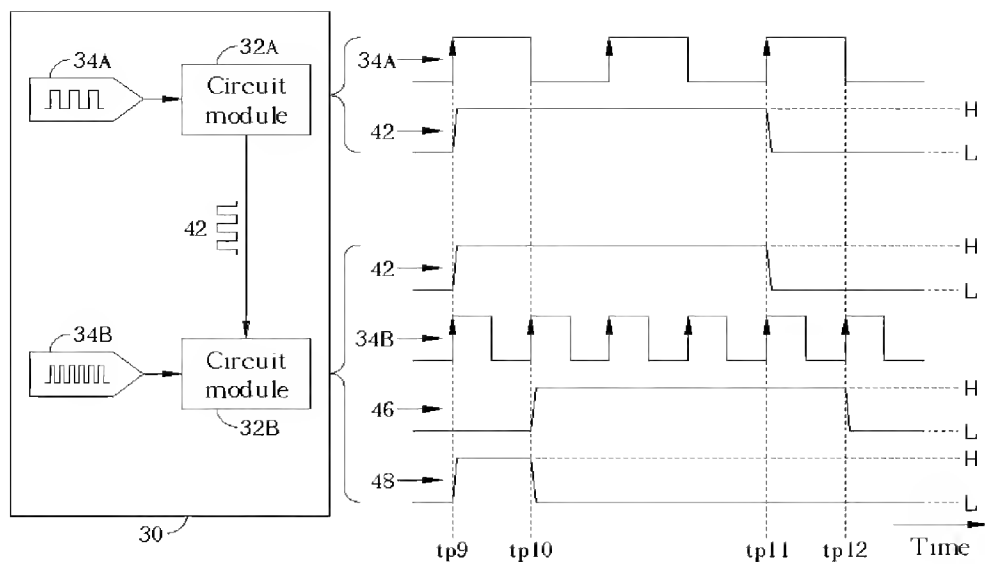 34A
32A
Circuit
module
42
34B
Circuit
module
32B
30
34A
42
H
L
42
H
L
34B
46
H
L
48
H
L
tp9
tp10
tp11
tp12
Time